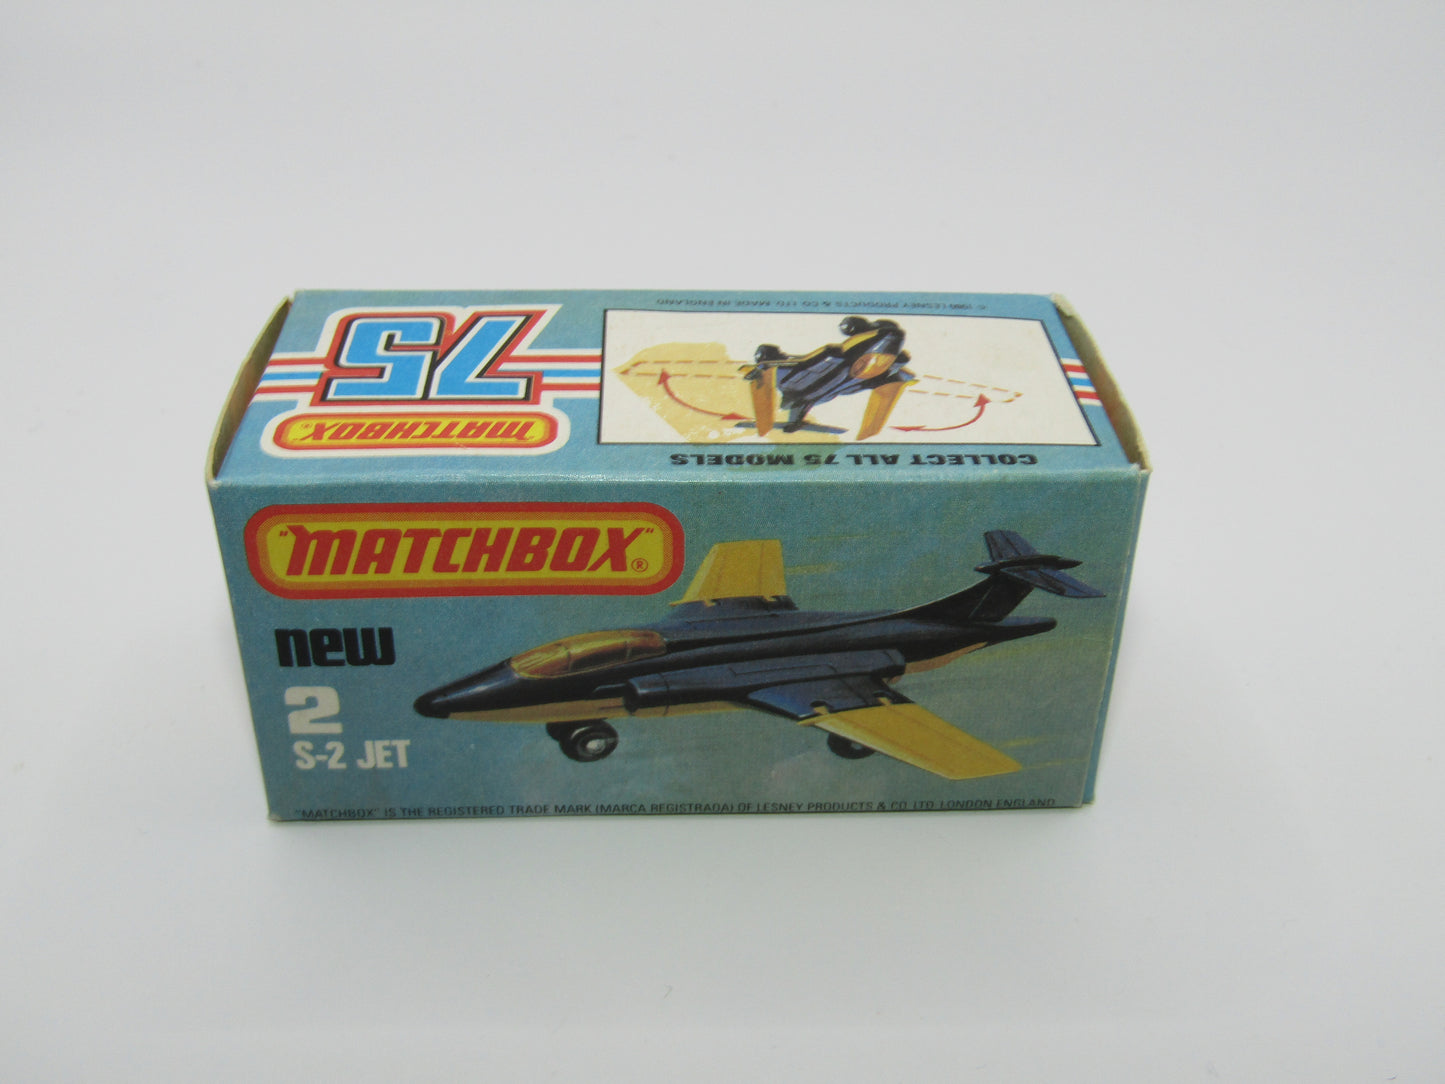 © 1980 LESNEY PRODUCTS & CO. LTD. MADE IN ENGLAND
75
"MATCHBOX"®
COLLECT ALL 75 MODELS
"MATCHBOX"®
new
2
S-2 JET
"MATCHBOX" IS THE REGISTERED TRADE MARK (MARCA REGISTRADA) OF LESNEY PRODUCTS & CO. LTD. LONDON ENGLAND